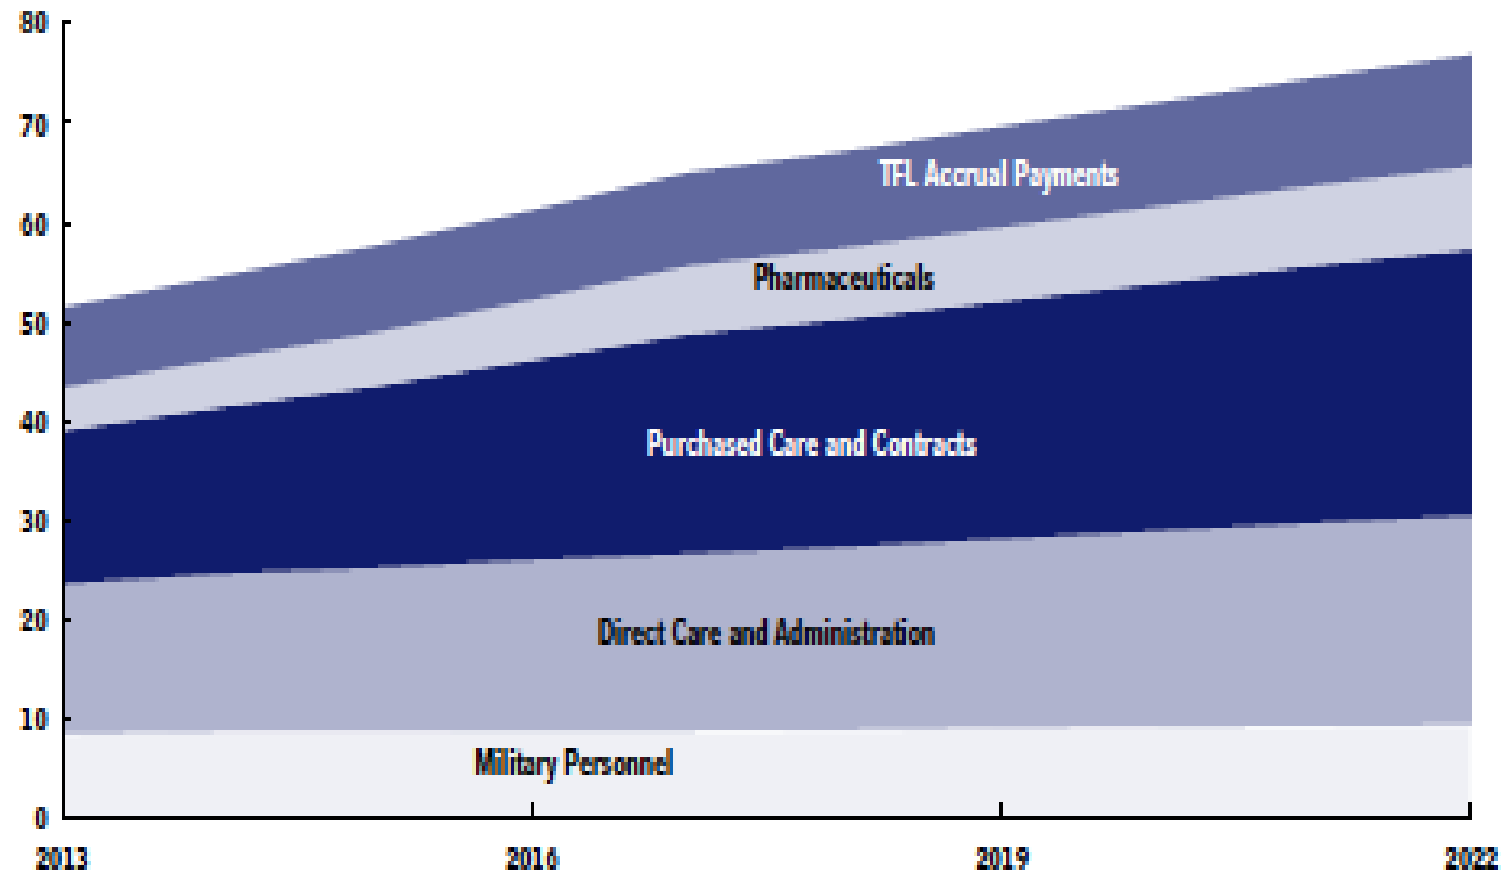 80
70
TFL Accrual Payments
60
Pharmaceuticals
50
40
Purchased Care and Contracts
30
20
Direct Care and Administration
10
Military Personnel
0
2013 2016 2019 2022